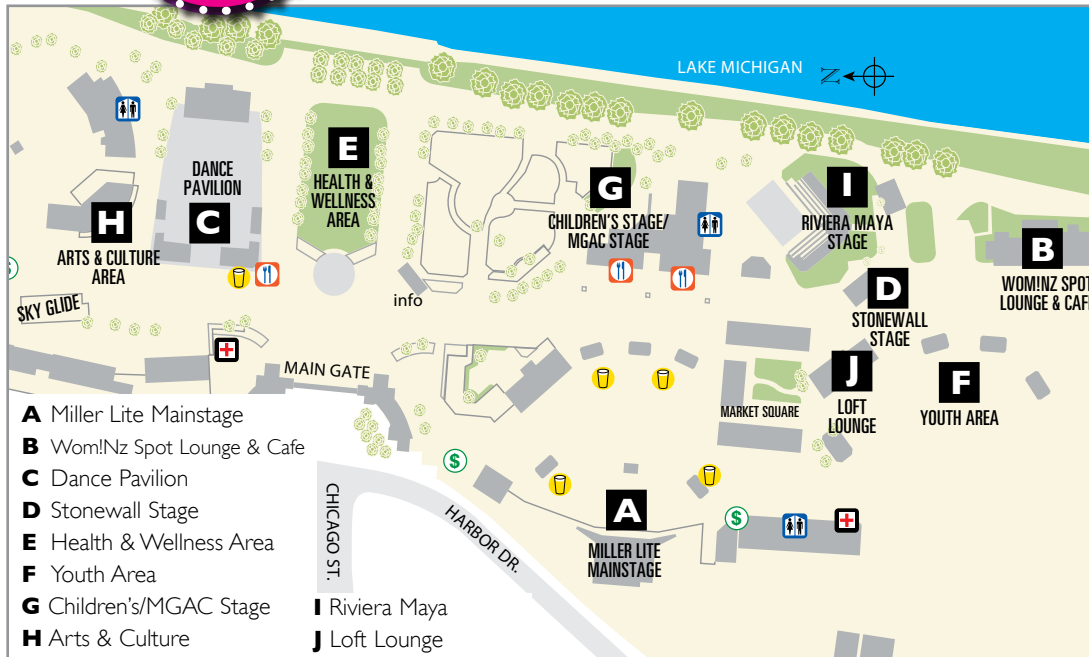 LAKE MICHIGAN
N
DANCE
PAVILION
C
E
HEALTH &
WELLNESS
AREA
G
CHILDREN'S STAGE/
MGAC STAGE
I
RIVIERA MAYA
STAGE
H
ARTS & CULTURE
AREA
B
WOM!NZ SPOT
LOUNGE & CAFE
D
STONEWALL
STAGE
$
SKY GLIDE
info
MAIN GATE
MARKET SQUARE
J
LOFT
LOUNGE
F
YOUTH AREA
$
$
A
MILLER LITE
MAINSTAGE
CHICAGO ST.
HARBOR DR.
A Miller Lite Mainstage
B Wom!Nz Spot Lounge & Cafe
C Dance Pavilion
D Stonewall Stage
E Health & Wellness Area
F Youth Area
G Children's/MGAC Stage
H Arts & Culture
I Riviera Maya
J Loft Lounge